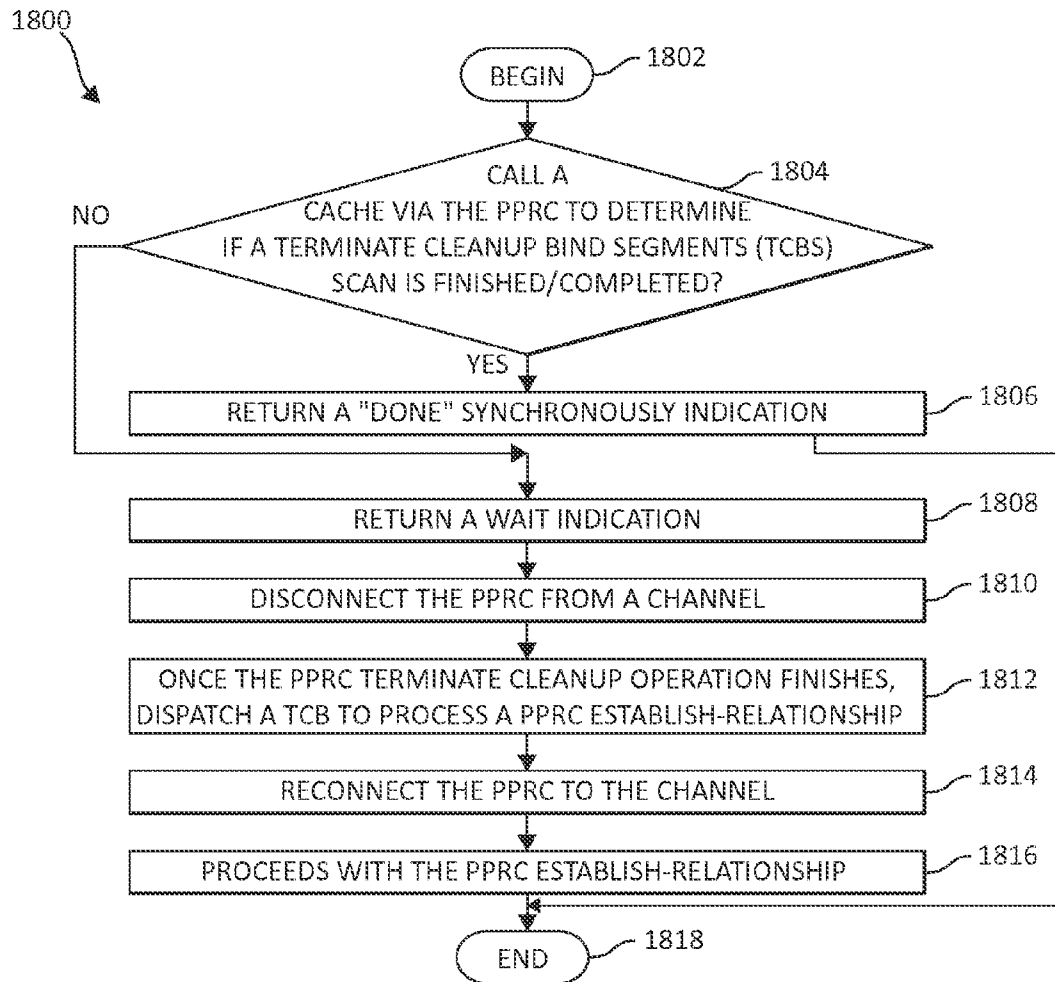 1800
BEGIN
1802
CALL A
CACHE VIA THE PPRC TO DETERMINE
IF A TERMINATE CLEANUP BIND SEGMENTS (TCBS)
SCAN IS FINISHED/COMPLETED?
1804
NO
YES
RETURN A "DONE" SYNCHRONOUSLY INDICATION
1806
RETURN A WAIT INDICATION
1808
DISCONNECT THE PPRC FROM A CHANNEL
1810
ONCE THE PPRC TERMINATE CLEANUP OPERATION FINISHES,
DISPATCH A TCB TO PROCESS A PPRC ESTABLISH-RELATIONSHIP
1812
RECONNECT THE PPRC TO THE CHANNEL
1814
PROCEEDS WITH THE PPRC ESTABLISH-RELATIONSHIP
1816
END
1818